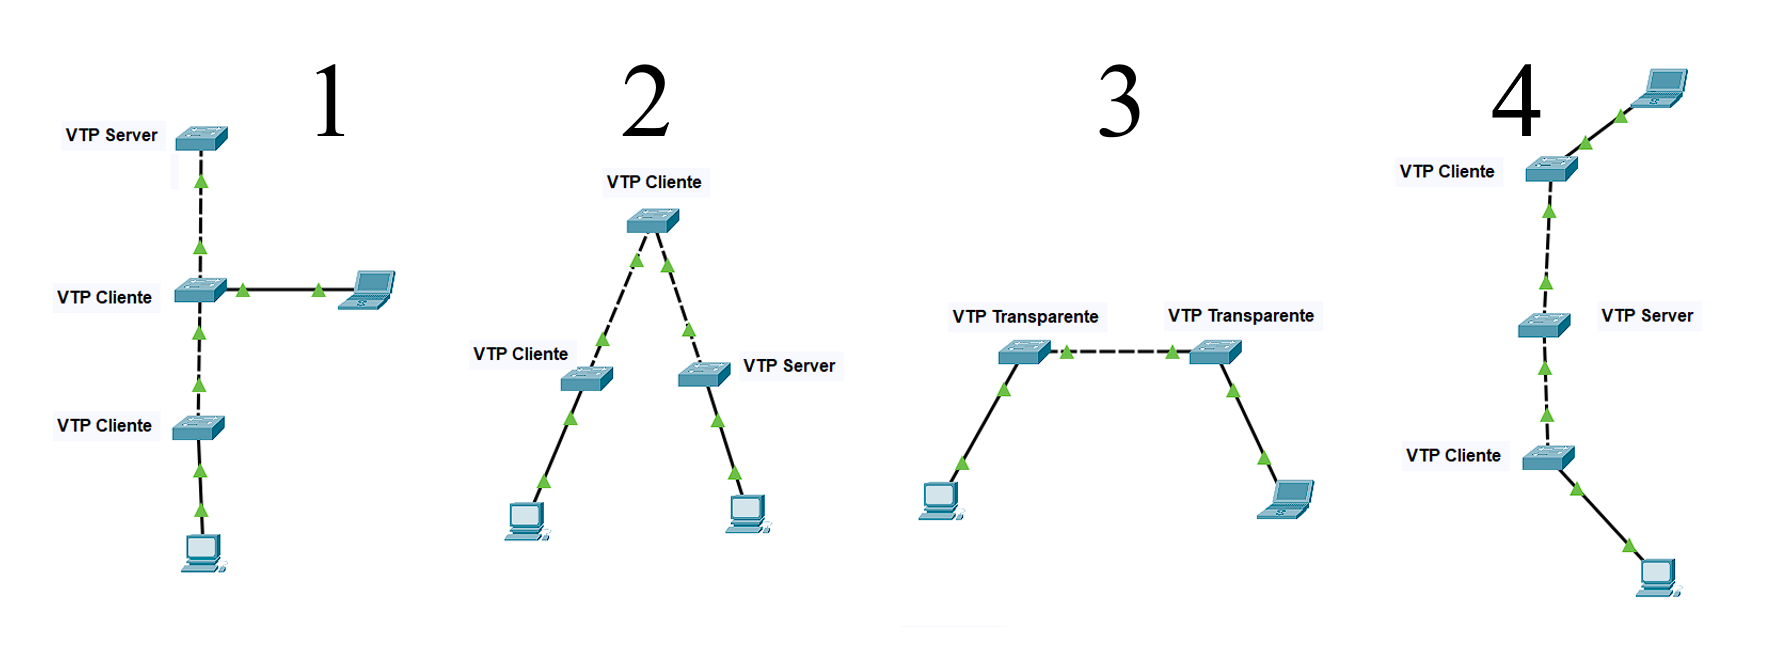 1
VTP Server
VTP Cliente
VTP Cliente
2
VTP Cliente
VTP Cliente
VTP Server
3
VTP Transparente
VTP Transparente
4
VTP Cliente
VTP Server
VTP Cliente